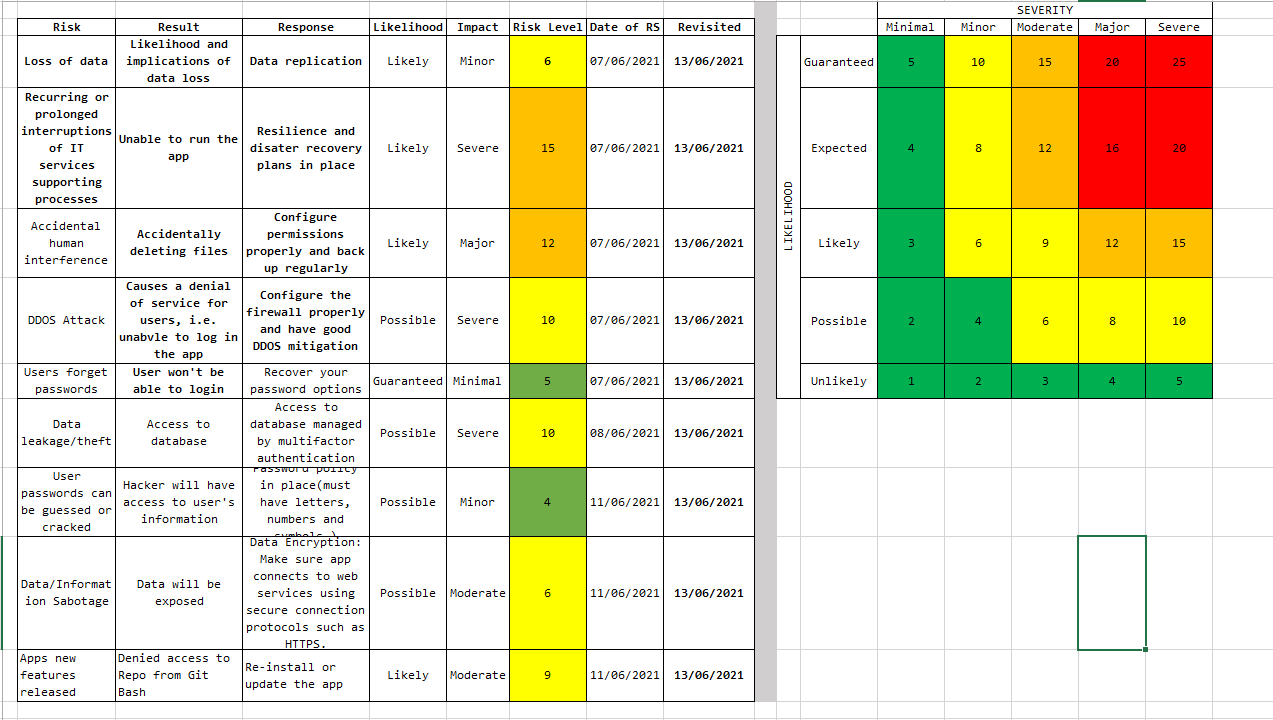 Risk Result Response Likelihood Impact Risk Level Date of RS Revisited
Loss of data
Likelihood and
implications of
data loss
Data replication
Likely
Minor
6
07/06/2021
13/06/2021
Recurring or
prolonged
interruptions
of IT
services
supporting
processes
Unable to run the
app
Resilience and
disater recovery
plans in place
Likely
Severe
15
07/06/2021
13/06/2021
Accidental
human
interference
Accidentally
deleting files
Configure
permissions
properly and back
up regularly
Likely
Major
12
07/06/2021
13/06/2021
DDOS Attack
Causes a denial
of service for
users, i.e.
unabvle to log in
the app
Configure the
firewall properly
and have good
DDOS mitigation
Possible
Severe
10
07/06/2021
13/06/2021
Users forget
passwords
User won't be
able to login
Recover your
password options
Guaranteed
Minimal
5
07/06/2021
13/06/2021
Data
leakage/theft
Access to
database
Access to
database managed
by multifactor
authentication
Possible
Severe
10
08/06/2021
13/06/2021
User
passwords can
be guessed or
cracked
Hacker will have
access to user's
information
Password policy
in place(must
have letters,
numbers and
symbols.)
Possible
Minor
4
11/06/2021
13/06/2021
Data/Informat
ion Sabotage
Data will be
exposed
Data Encryption:
Make sure app
connects to web
services using
secure connection
protocols such as
HTTPS.
Possible
Moderate
6
11/06/2021
13/06/2021
Apps new
features
released
Denied access to
Repo from Git
Bash
Re-install or
update the app
Likely
Moderate
9
11/06/2021
13/06/2021
SEVERITY
Minimal Minor Moderate Major Severe
LIKELIHOOD
Guaranteed 5 10 15 20 25
Expected 4 8 12 16 20
Likely 3 6 9 12 15
Possible 2 4 6 8 10
Unlikely 1 2 3 4 5